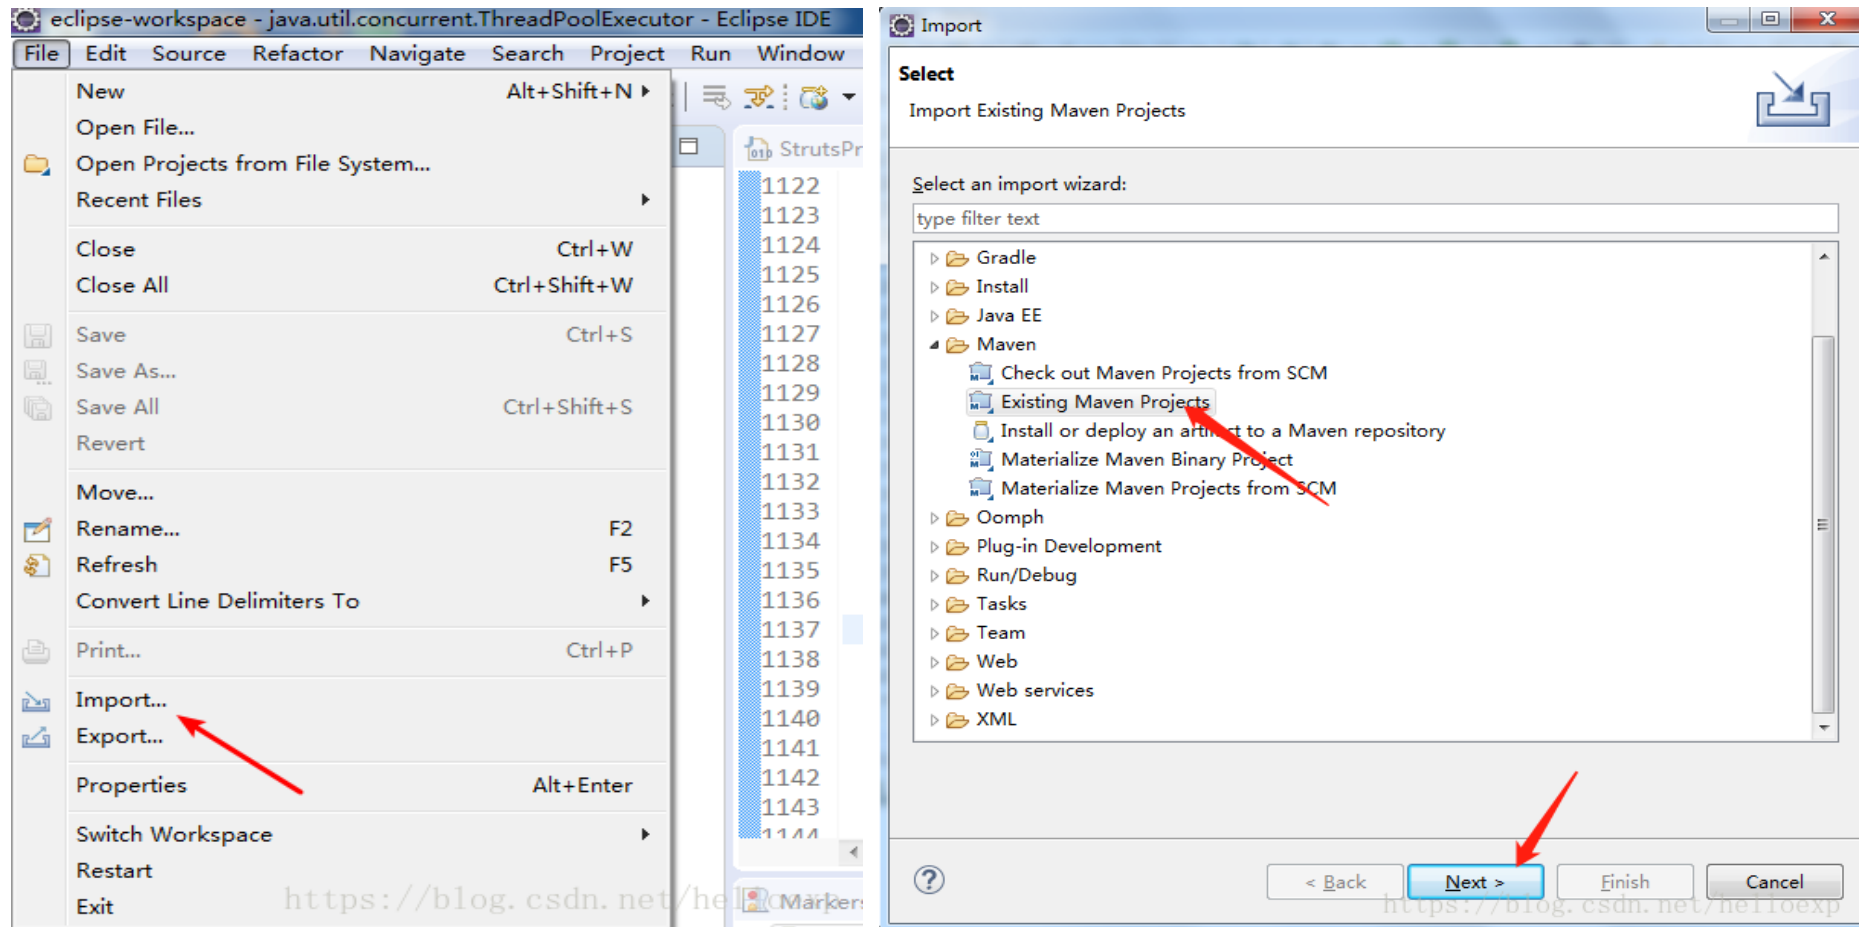 eclipse-workspace - java.util.concurrent.ThreadPoolExecutor - Eclipse IDE
File Edit Source Refactor Navigate Search Project Run Window
New Alt+Shift+N
Open File...
Open Projects from File System...
Recent Files
Close Ctrl+W
Close All Ctrl+Shift+W
Save Ctrl+S
Save As...
Save All Ctrl+Shift+S
Revert
Move...
Rename... F2
Refresh F5
Convert Line Delimiters To
Print... Ctrl+P
Import...
Export...
Properties Alt+Enter
Switch Workspace
Restart
Exit
StrutsPr
1122
1123
1124
1125
1126
1127
1128
1129
1130
1131
1132
1133
1134
1135
1136
1137
1138
1139
1140
1141
1142
1143
1144
Markers
https://blog.csdn.net/helloexp
Import
Select
Import Existing Maven Projects
Select an import wizard:
type filter text
Gradle
Install
Java EE
Maven
Check out Maven Projects from SCM
Existing Maven Projects
Install or deploy an artifact to a Maven repository
Materialize Maven Binary Project
Materialize Maven Projects from SCM
Oomph
Plug-in Development
Run/Debug
Tasks
Team
Web
Web services
XML
< Back Next > Finish Cancel
https://blog.csdn.net/helloexp